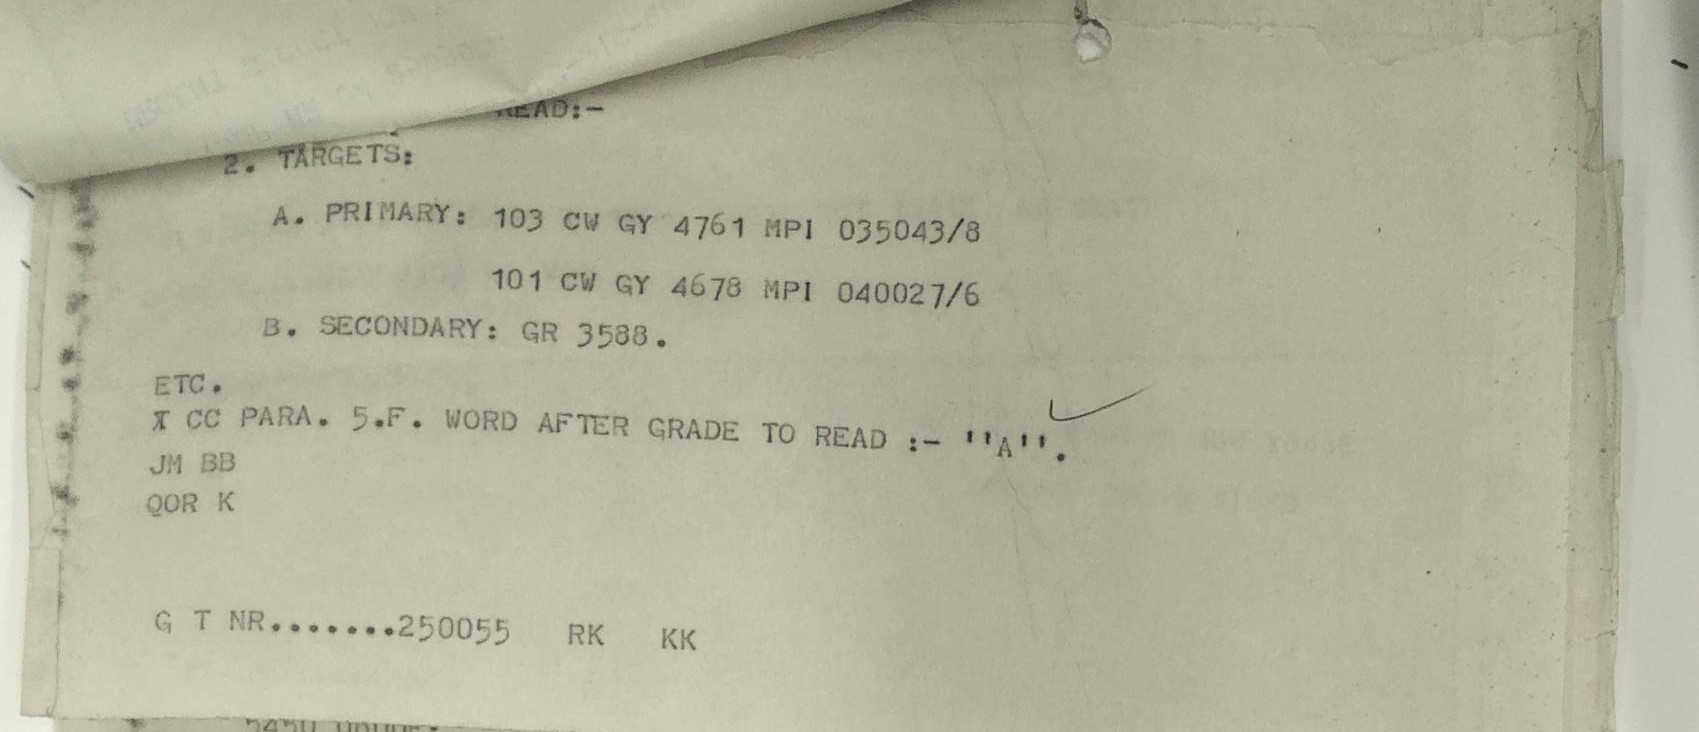 READ:-
2. TARGETS:
A. PRIMARY: 103 CW GY 4761 MPI 035043/8
101 CW GY 4678 MPI 040027/6
B. SECONDARY: GR 3588.
ETC.
X CC PARA. 5.F. WORD AFTER GRADE TO READ :- ''A''.
JM BB
QOR K
G T NR.......250055 RK KK